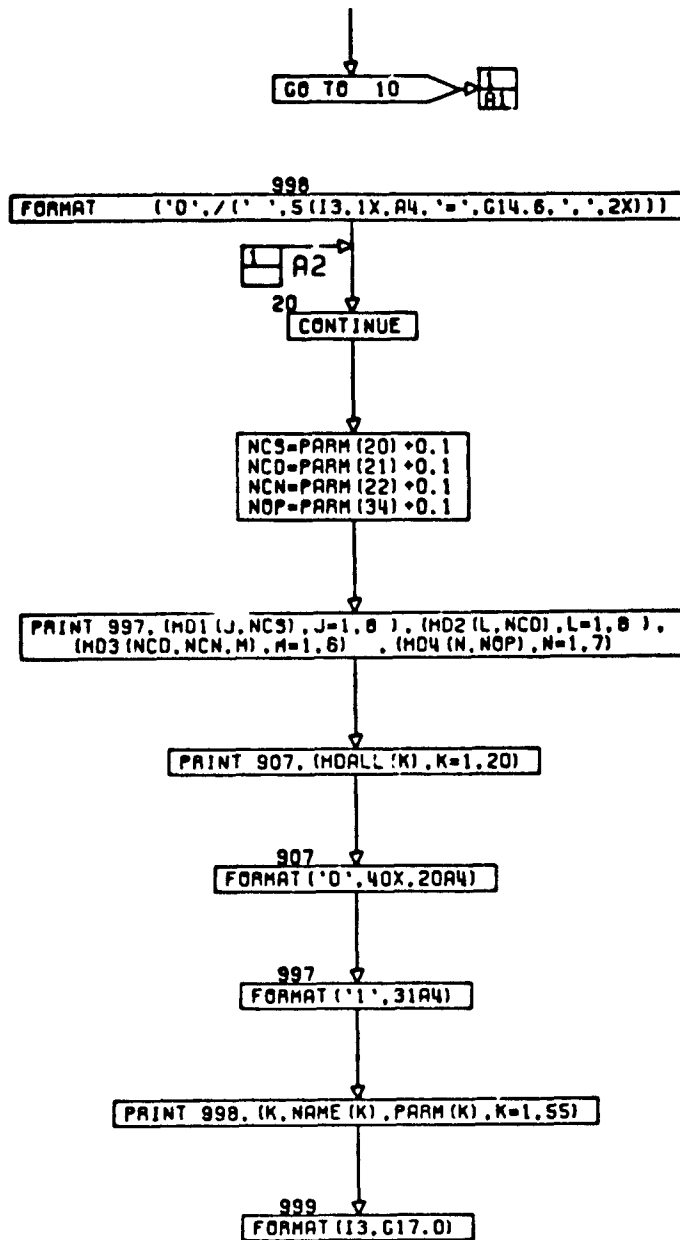 GO TO 10
1
A1
998
FORMAT ('0',/(' ',5(I3,1X,A4,'=',G14.6,',',2X)))
1
A2
20
CONTINUE
NCS=PARM(20)+0.1
NCD=PARM(21)+0.1
NCN=PARM(22)+0.1
NOP=PARM(34)+0.1
PRINT 997,(MD1(J,NCS),J=1,8 ),(MD2(L,NCD),L=1,8 ),
(MD3(NCD,NCN,M),M=1,6) ,(MD4(N,NOP),N=1,7)
PRINT 907,(MDALL(K),K=1,20)
907
FORMAT('0',40X,20A4)
997
FORMAT('1',31A4)
PRINT 998,(K,NAME(K),PARM(K),K=1,55)
999
FORMAT(I3,G17.0)